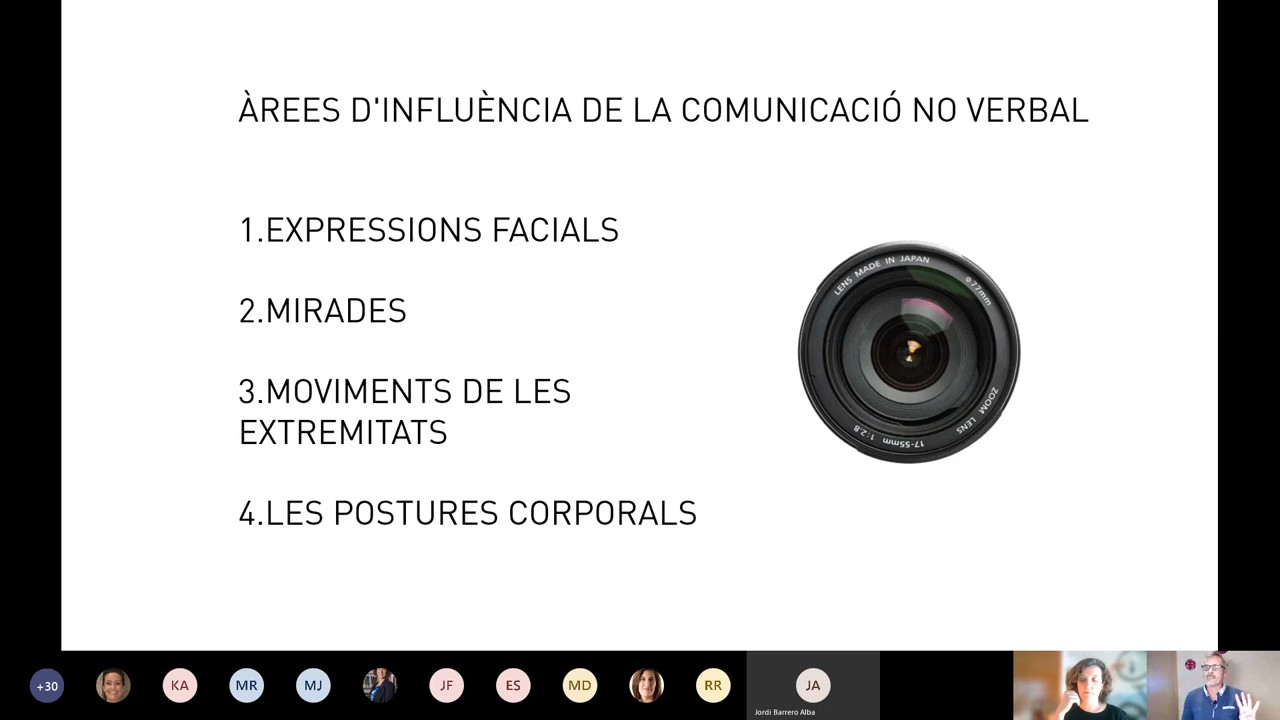 ÀREES D'INFLUÈNCIA DE LA COMUNICACIÓ NO VERBAL
1.EXPRESSIONS FACIALS
2.MIRADES
3.MOVIMENTS DE LES
EXTREMITATS
4.LES POSTURES CORPORALS
LENS MADE IN JAPAN
⌀77mm
ZOOM LENS
17-55mm 1:2.8
+30
KA
MR
MJ
JF
ES
MD
RR
JA
Jordi Barrero Alba